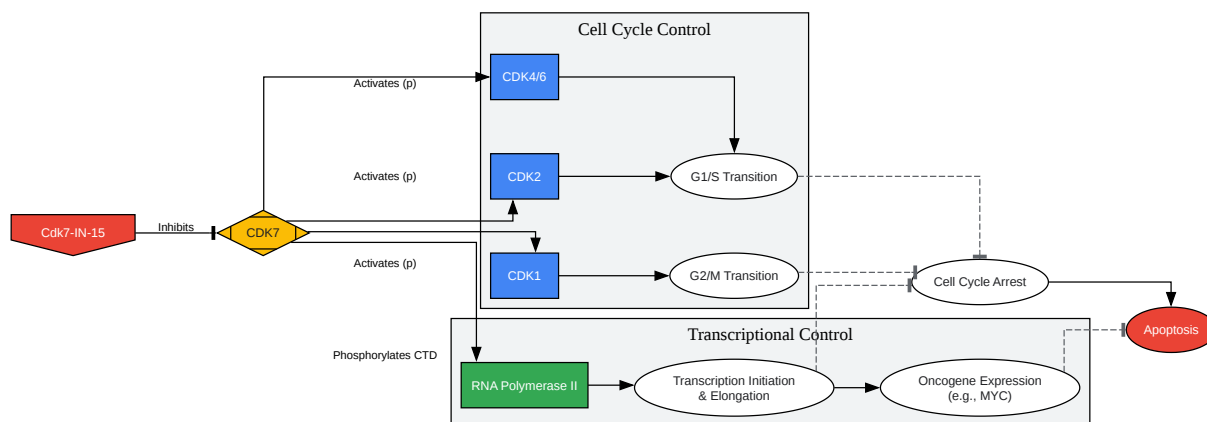 Cell Cycle Control
Activates (p)
CDK4/6
Activates (p)
CDK2
G1/S Transition
Cdk7-IN-15
Inhibits
CDK7
Activates (p)
CDK1
G2/M Transition
Cell Cycle Arrest
Transcriptional Control
Apoptosis
Phosphorylates CTD
RNA Polymerase II
Transcription Initiation
& Elongation
Oncogene Expression
(e.g., MYC)